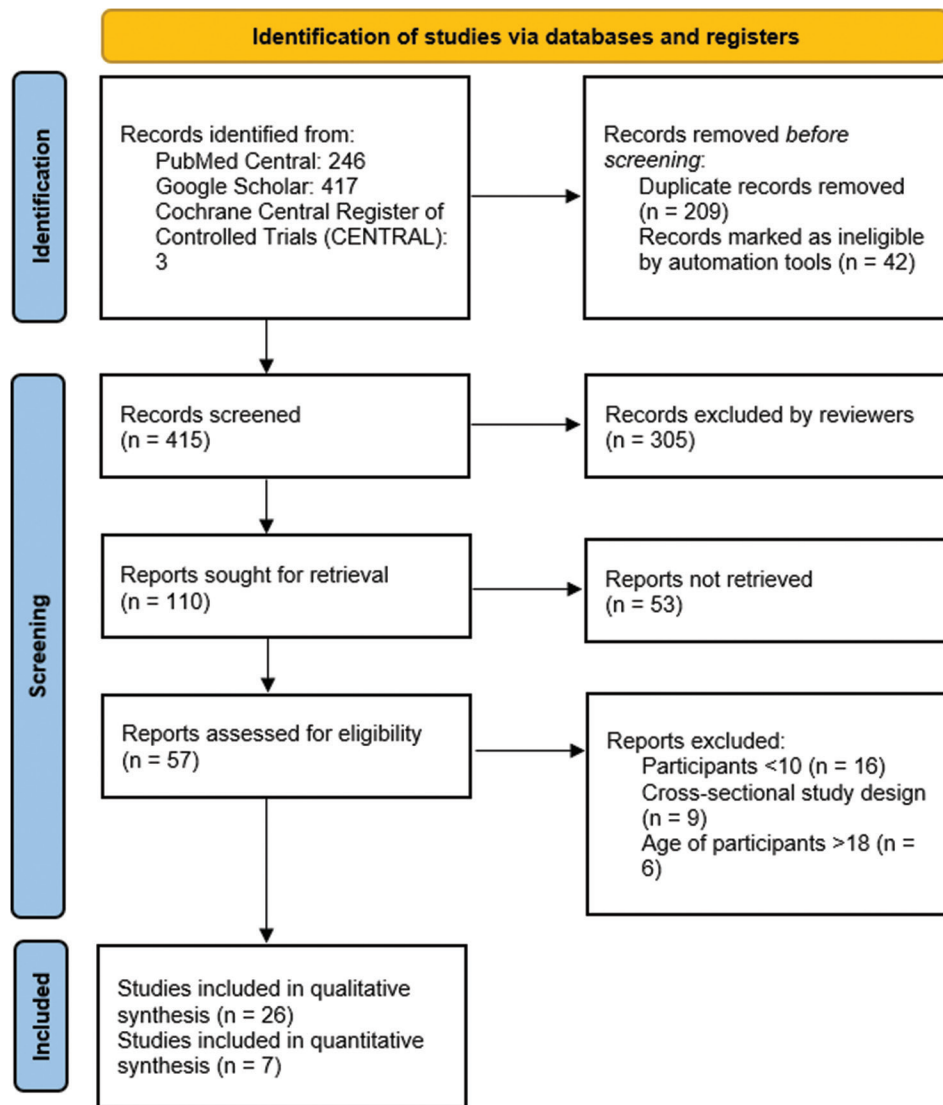 Identification of studies via databases and registers
Identification
Records identified from:
PubMed Central: 246
Google Scholar: 417
Cochrane Central Register of
Controlled Trials (CENTRAL):
3
Records removed before
screening:
Duplicate records removed
(n = 209)
Records marked as ineligible
by automation tools (n = 42)
Screening
Records screened
(n = 415)
Records excluded by reviewers
(n = 305)
Reports sought for retrieval
(n = 110)
Reports not retrieved
(n = 53)
Reports assessed for eligibility
(n = 57)
Reports excluded:
Participants <10 (n = 16)
Cross-sectional study design
(n = 9)
Age of participants >18 (n =
6)
Included
Studies included in qualitative
synthesis (n = 26)
Studies included in quantitative
synthesis (n = 7)